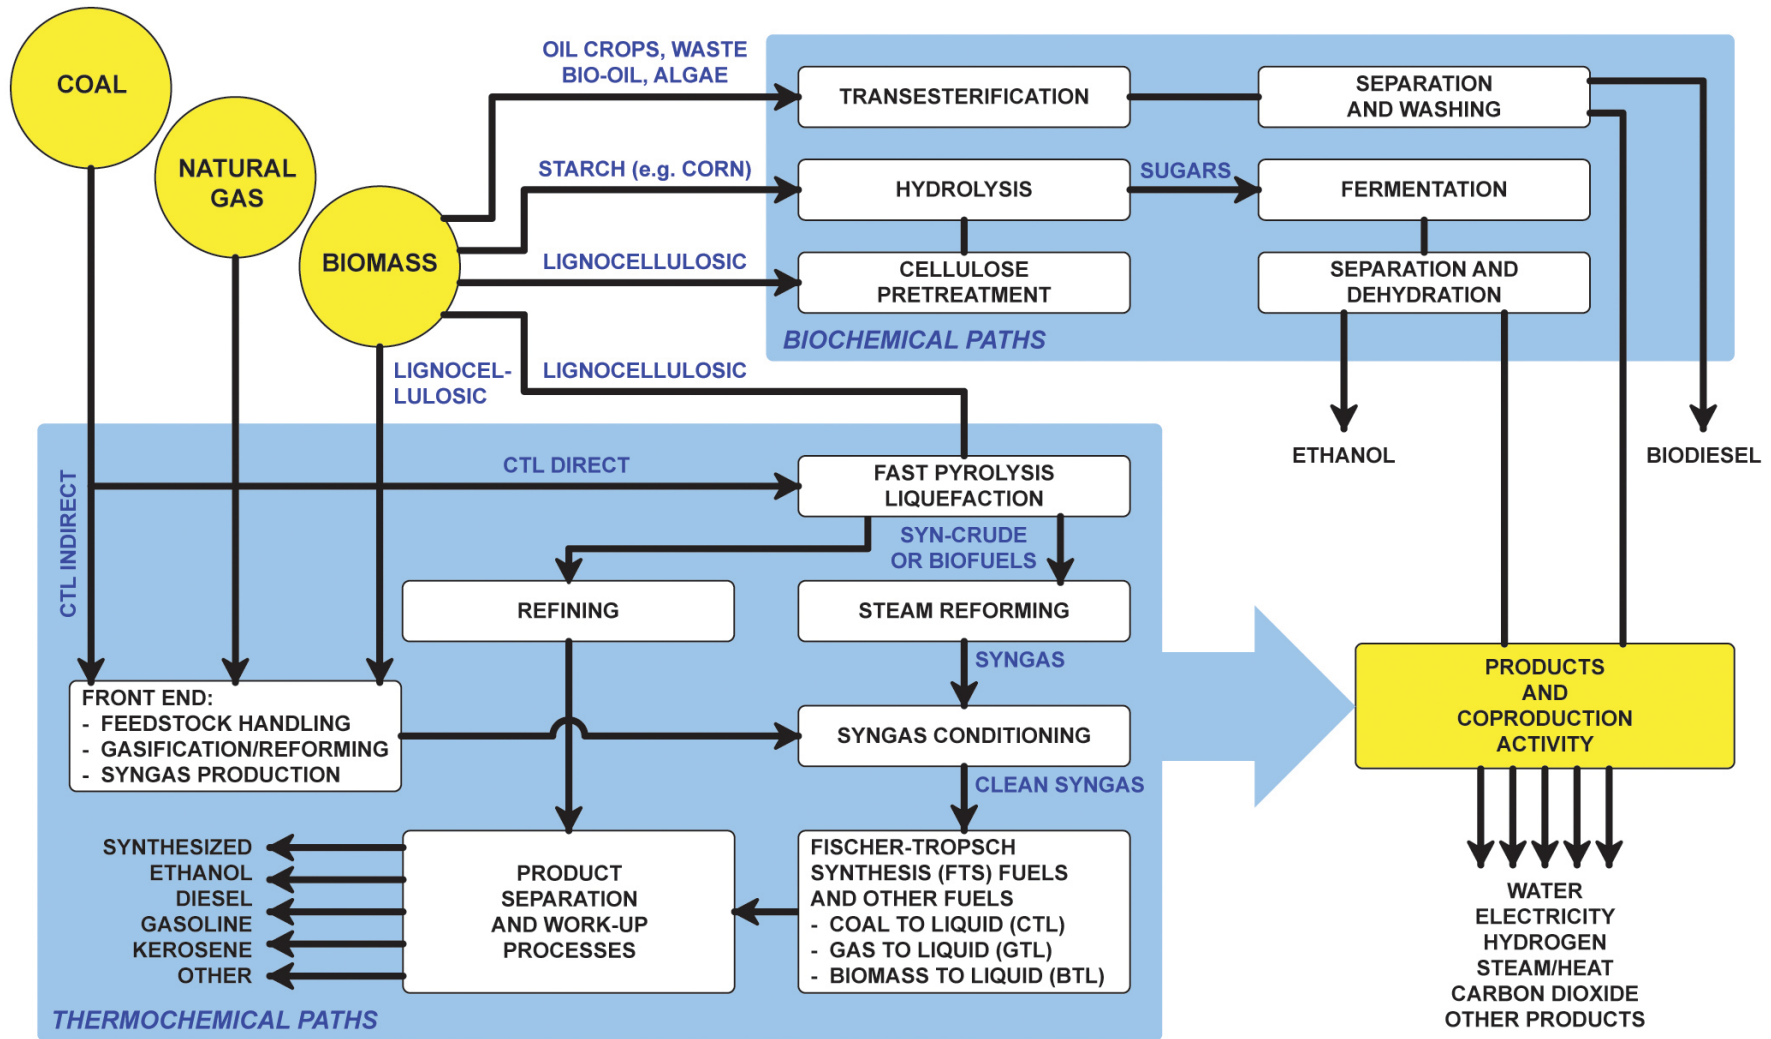 COAL
NATURAL
GAS
BIOMASS
OIL CROPS, WASTE
BIO-OIL, ALGAE
TRANSESTERIFICATION
SEPARATION
AND WASHING
STARCH (e.g. CORN)
HYDROLYSIS
SUGARS
FERMENTATION
LIGNOCELLULOSIC
CELLULOSE
PRETREATMENT
SEPARATION AND
DEHYDRATION
BIOCHEMICAL PATHS
LIGNOCEL-
LULOSIC
LIGNOCELLULOSIC
ETHANOL
BIODIESEL
CTL INDIRECT
CTL DIRECT
FAST PYROLYSIS
LIQUEFACTION
SYN-CRUDE
OR BIOFUELS
REFINING
STEAM REFORMING
SYNGAS
FRONT END:
- FEEDSTOCK HANDLING
- GASIFICATION/REFORMING
- SYNGAS PRODUCTION
SYNGAS CONDITIONING
CLEAN SYNGAS
PRODUCTS
AND
COPRODUCTION
ACTIVITY
SYNTHESIZED
ETHANOL
DIESEL
GASOLINE
KEROSENE
OTHER
PRODUCT
SEPARATION
AND WORK-UP
PROCESSES
FISCHER-TROPSCH
SYNTHESIS (FTS) FUELS
AND OTHER FUELS
- COAL TO LIQUID (CTL)
- GAS TO LIQUID (GTL)
- BIOMASS TO LIQUID (BTL)
WATER
ELECTRICITY
HYDROGEN
STEAM/HEAT
CARBON DIOXIDE
OTHER PRODUCTS
THERMOCHEMICAL PATHS